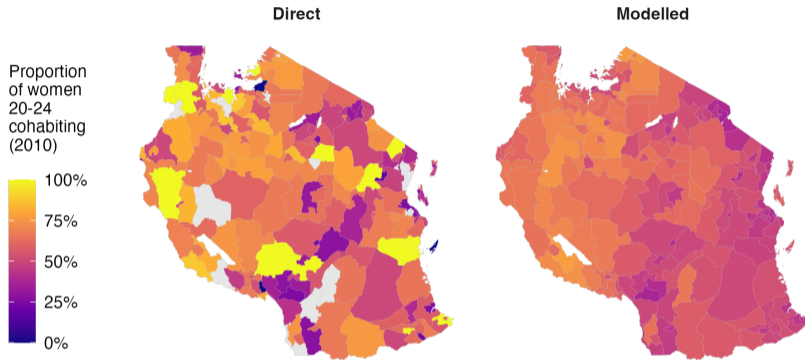 Direct
Modelled
Proportion
of women
20-24
cohabiting
(2010)
100%
75%
50%
25%
0%